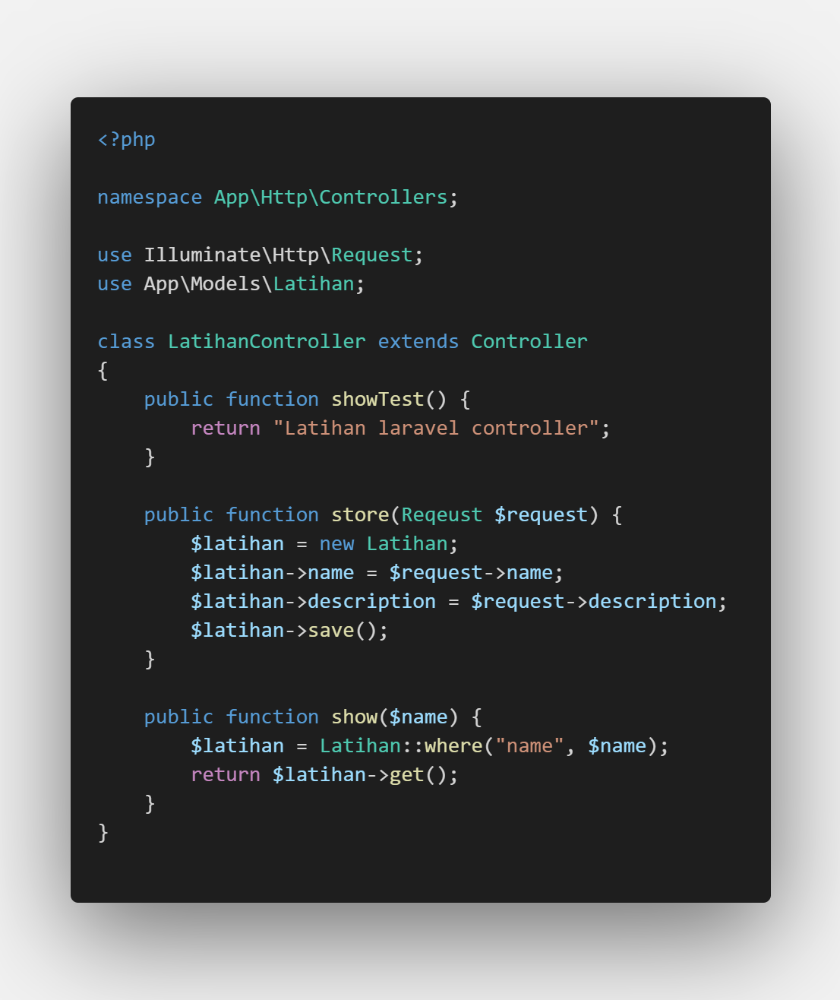 <?php
namespace App\Http\Controllers;
use Illuminate\Http\Request;
use App\Models\Latihan;
class LatihanController extends Controller
{
    public function showTest() {
        return "Latihan laravel controller";
    }
    public function store(Reqeust $request) {
        $latihan = new Latihan;
        $latihan->name = $request->name;
        $latihan->description = $request->description;
        $latihan->save();
    }
    public function show($name) {
        $latihan = Latihan::where("name", $name);
        return $latihan->get();
    }
}